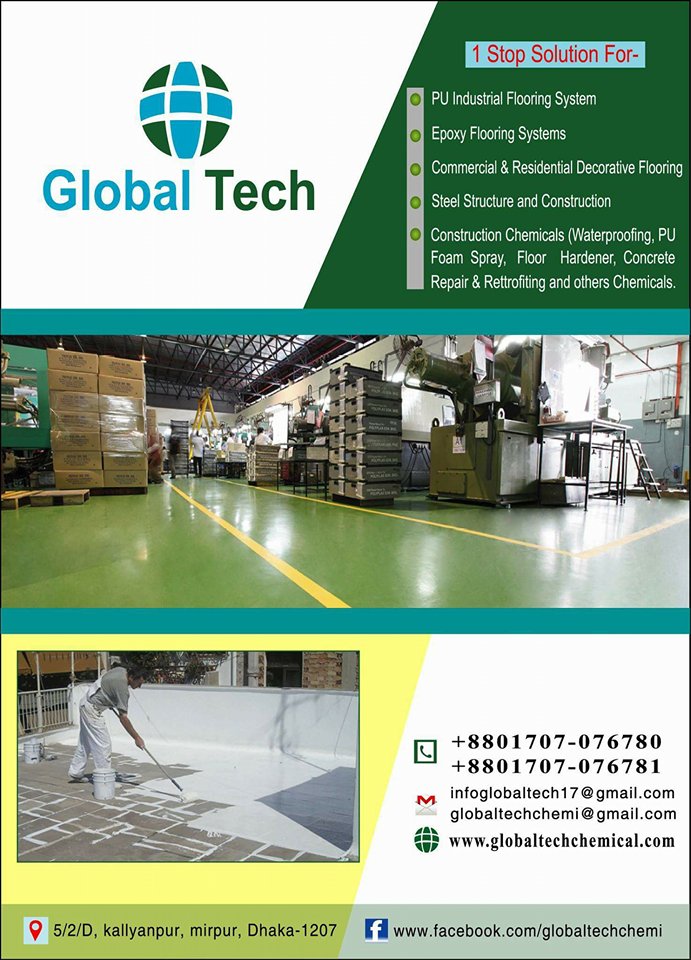 Global Tech
1 Stop Solution For-
PU Industrial Flooring System
Epoxy Flooring Systems
Commercial & Residential Decorative Flooring
Steel Structure and Construction
Construction Chemicals (Waterproofing, PU
Foam Spray, Floor Hardener, Concrete
Repair & Rettrofiting and others Chemicals.
+8801707-076780
+8801707-076781
infoglobaltech17@gmail.com
globaltechchemi@gmail.com
www.globaltechchemical.com
5/2/D, kallyanpur, mirpur, Dhaka-1207
www.facebook.com/globaltechchemi